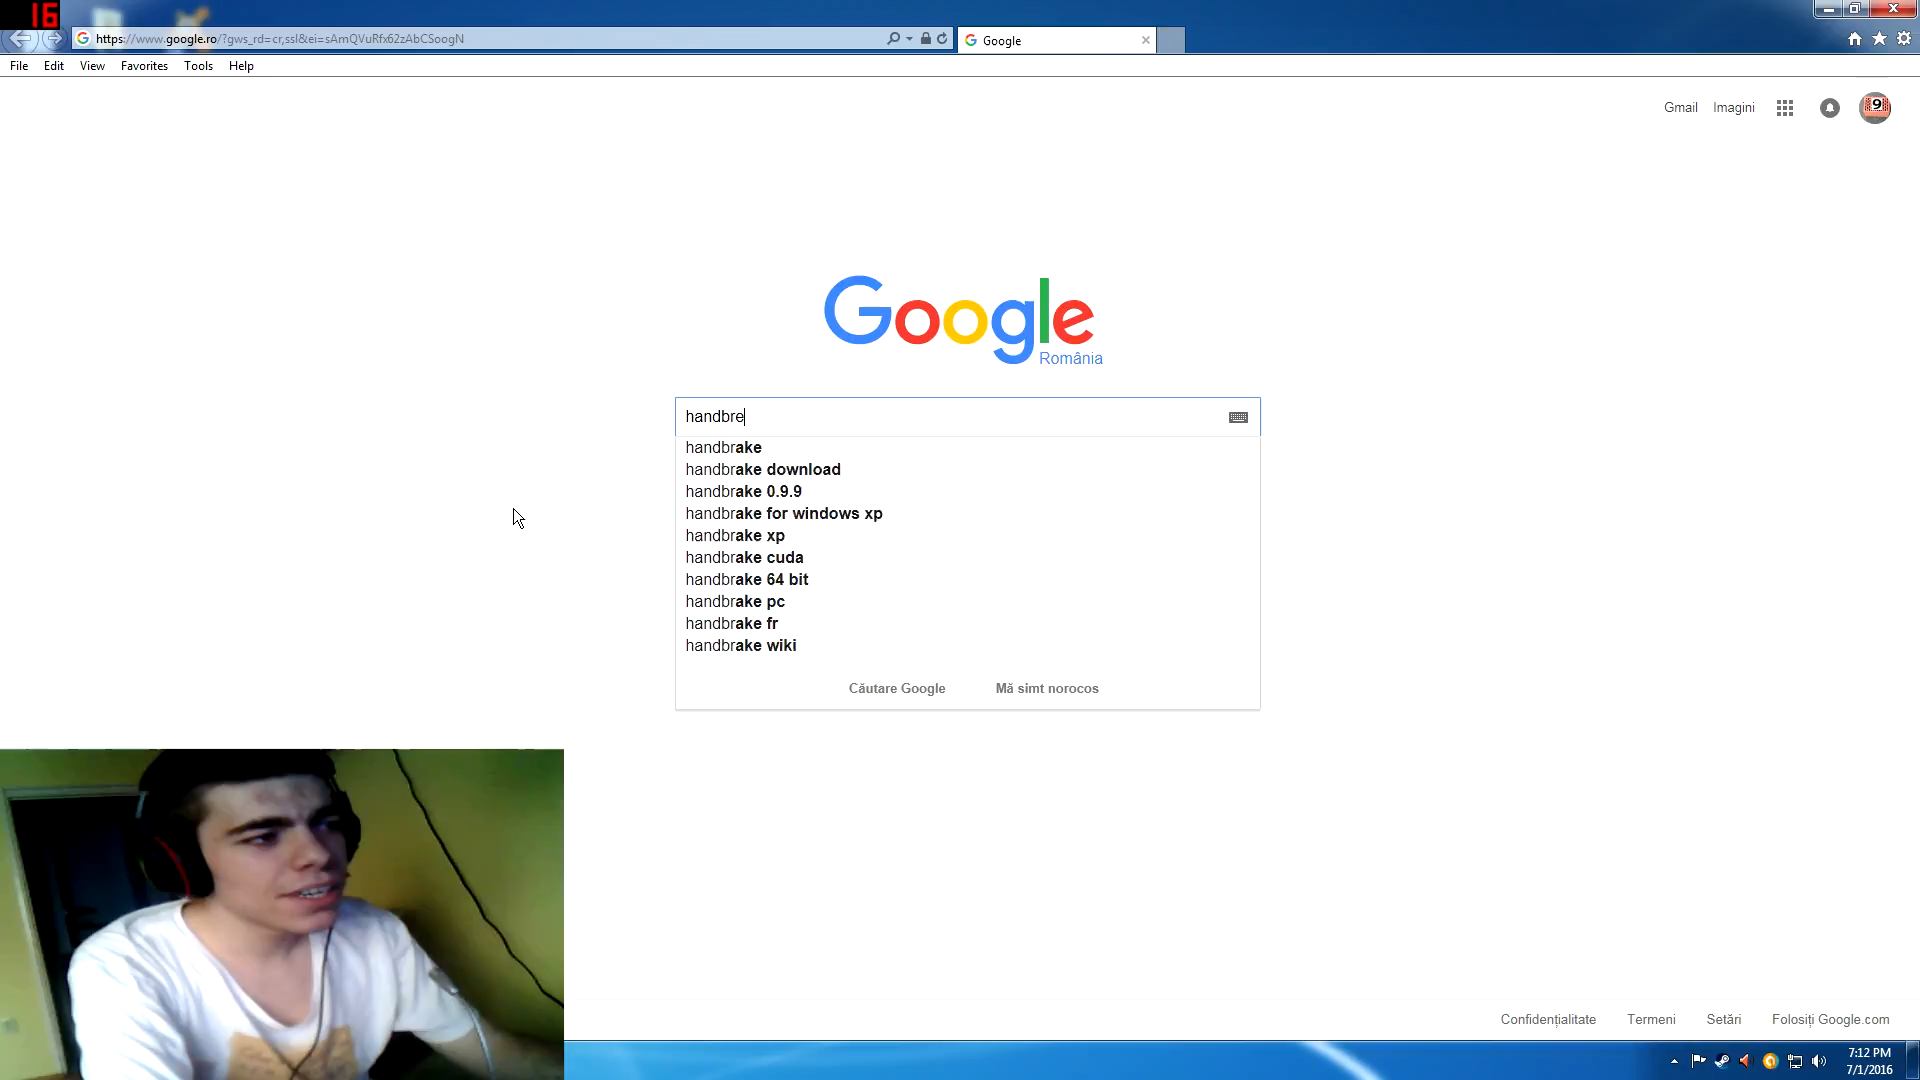 16
https://www.google.ro/?gws_rd=cr,ssl&ei=sAmQVuRfx62zAbCSoogN
Google
File Edit View Favorites Tools Help
Gmail Imagini
9
Google
România
handbre
handbrake
handbrake download
handbrake 0.9.9
handbrake for windows xp
handbrake xp
handbrake cuda
handbrake 64 bit
handbrake pc
handbrake fr
handbrake wiki
Căutare Google Mă simt norocos
Confidențialitate Termeni Setări Folosiți Google.com
7:12 PM
7/1/2016